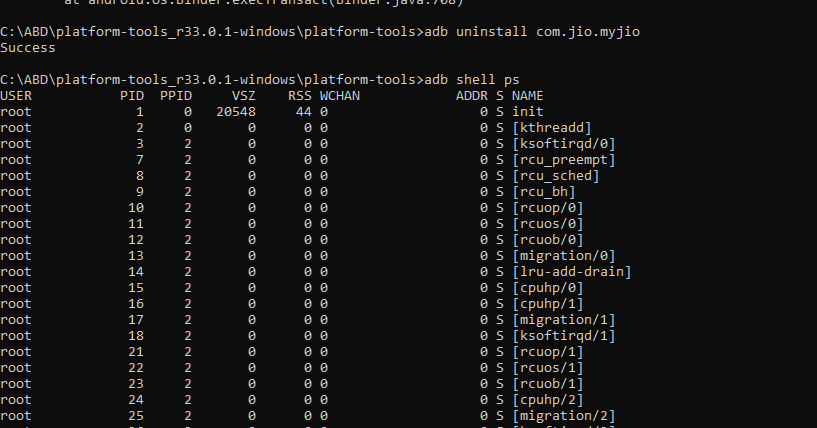 at android.os.Binder.execTransact(Binder.java:708)
C:\ABD\platform-tools_r33.0.1-windows\platform-tools>adb uninstall com.jio.myjio
Success
C:\ABD\platform-tools_r33.0.1-windows\platform-tools>adb shell ps
USER PID PPID VSZ RSS WCHAN ADDR S NAME
root 1 0 20548 44 0 0 S init
root 2 0 0 0 0 0 S [kthreadd]
root 3 2 0 0 0 0 S [ksoftirqd/0]
root 7 2 0 0 0 0 S [rcu_preempt]
root 8 2 0 0 0 0 S [rcu_sched]
root 9 2 0 0 0 0 S [rcu_bh]
root 10 2 0 0 0 0 S [rcuop/0]
root 11 2 0 0 0 0 S [rcuos/0]
root 12 2 0 0 0 0 S [rcuob/0]
root 13 2 0 0 0 0 S [migration/0]
root 14 2 0 0 0 0 S [lru-add-drain]
root 15 2 0 0 0 0 S [cpuhp/0]
root 16 2 0 0 0 0 S [cpuhp/1]
root 17 2 0 0 0 0 S [migration/1]
root 18 2 0 0 0 0 S [ksoftirqd/1]
root 21 2 0 0 0 0 S [rcuop/1]
root 22 2 0 0 0 0 S [rcuos/1]
root 23 2 0 0 0 0 S [rcuob/1]
root 24 2 0 0 0 0 S [cpuhp/2]
root 25 2 0 0 0 0 S [migration/2]